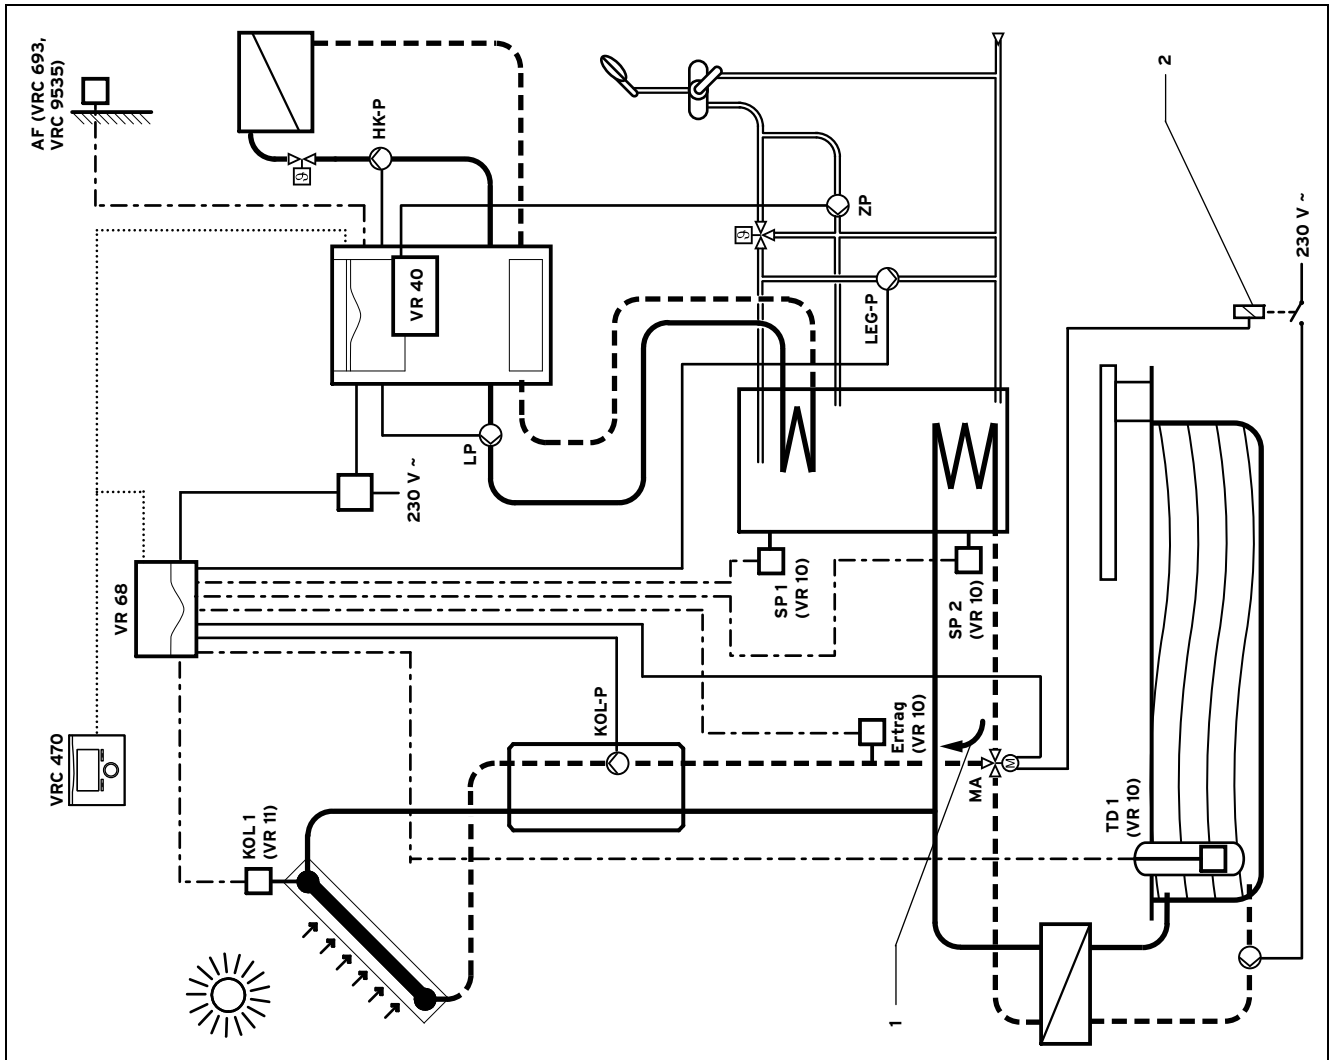 AF (VRC 693,
VRC 9535)
HK-P
VR 40
ZP
LEG-P
2
230 V ~
LP
230 V ~
VR 68
SP 1
(VR 10)
SP 2
(VR 10)
VRC 470
KOL-P
Ertrag
(VR 10)
MA
M
TD 1
(VR 10)
KOL 1
(VR 11)
1